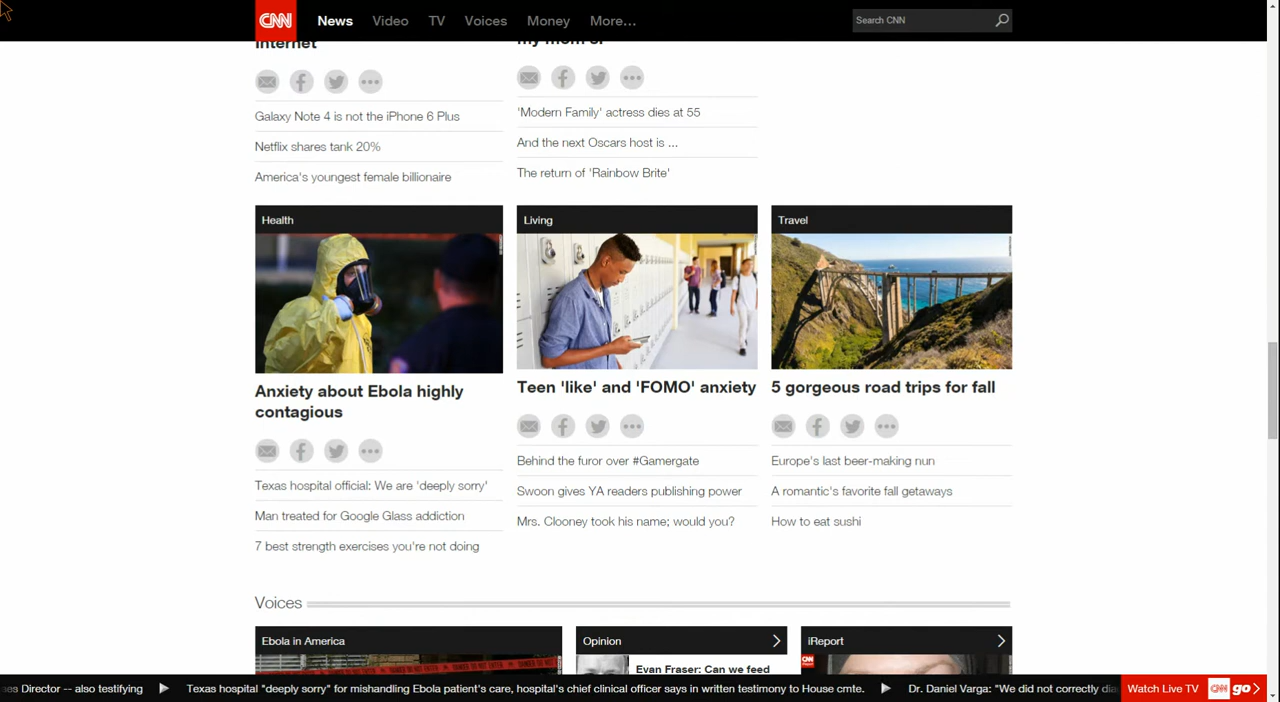 CNN News Video TV Voices Money More... Search CNN
Internet
Galaxy Note 4 is not the iPhone 6 Plus
Netflix shares tank 20%
America's youngest female billionaire
'Modern Family' actress dies at 55
And the next Oscars host is ...
The return of 'Rainbow Brite'
Health
Anxiety about Ebola highly
contagious
Texas hospital official: We are 'deeply sorry'
Man treated for Google Glass addiction
7 best strength exercises you're not doing
Living
Teen 'like' and 'FOMO' anxiety
Behind the furor over #Gamergate
Swoon gives YA readers publishing power
Mrs. Clooney took his name; would you?
Travel
5 gorgeous road trips for fall
Europe's last beer-making nun
A romantic's favorite fall getaways
How to eat sushi
Voices
Ebola in America
Opinion
Evan Fraser: Can we feed
iReport
CNN
Director -- also testifying Texas hospital "deeply sorry" for mishandling Ebola patient's care, hospital's chief clinical officer says in written testimony to House cmte. Dr. Daniel Varga: "We did not correctly Watch Live TV CNN go